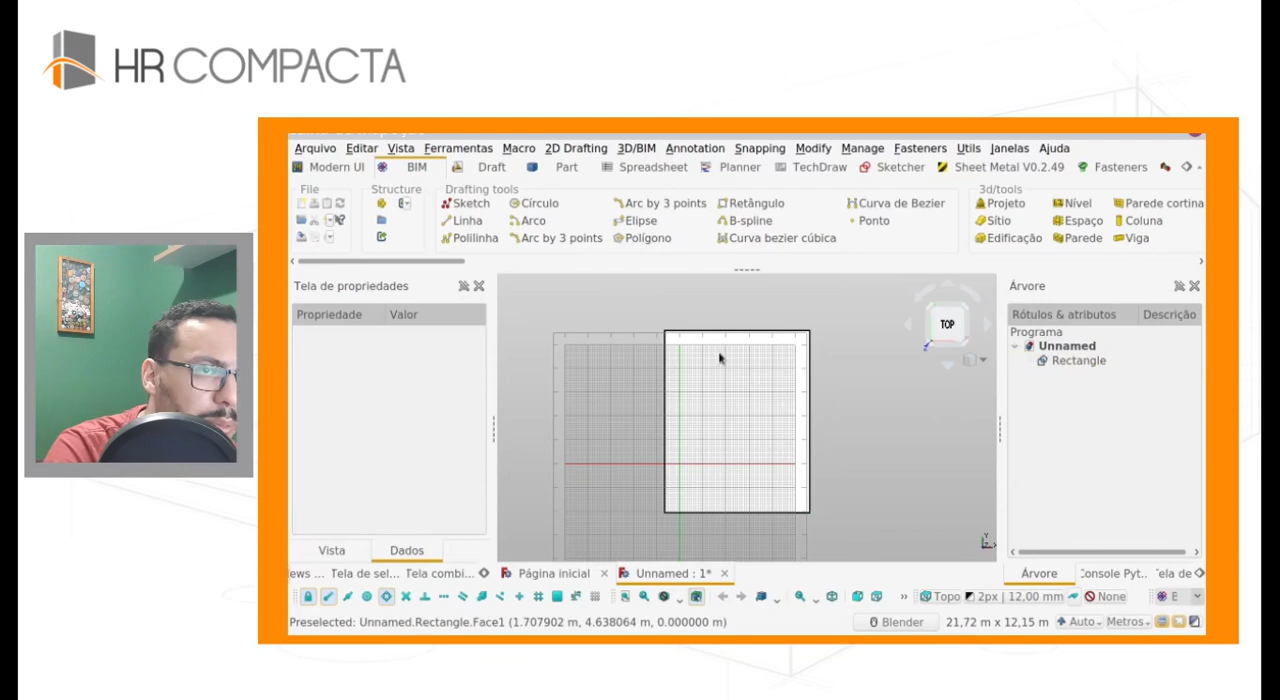 HR COMPACTA
Arquivo Editar Vista Ferramentas Macro 2D Drafting 3D/BIM Annotation Snapping Modify Manage Fasteners Utils Janelas Ajuda
Modern UI BIM Draft Part Spreadsheet Planner TechDraw Sketcher Sheet Metal V0.2.49 Fasteners
File Structure Drafting tools 3d/tools
Sketch Círculo Arc by 3 points Retângulo Curva de Bezier Projeto Nível Parede cortina
Linha Arco Elipse B-spline Ponto Sítio Espaço Coluna
Polilinha Arc by 3 points Polígono Curva bezier cúbica Edificação Parede Viga
Tela de propriedades Árvore
Propriedade Valor Rótulos & atributos Descrição
TOP
Programa
Unnamed
Rectangle
Vista Dados
ews ... Tela de sel... Tela combi... Página inicial Unnamed : 1* Árvore Console Pyt.. ela de
Topo 2px | 12,00 mm None E
Preselected: Unnamed.Rectangle.Face1 (1.707902 m, 4.638064 m, 0.000000 m) Blender 21,72 m x 12,15 m Auto Metros